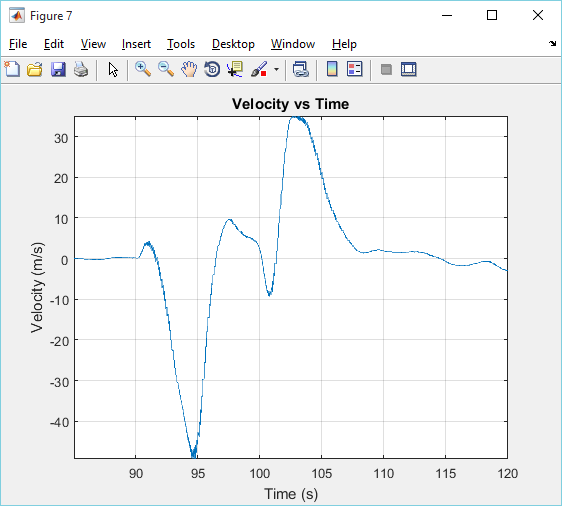 Figure 7
File Edit View Insert Tools Desktop Window Help
Velocity vs Time
30
20
10
0
-10
-20
-30
-40
Velocity (m/s)
90 95 100 105 110 115 120
Time (s)